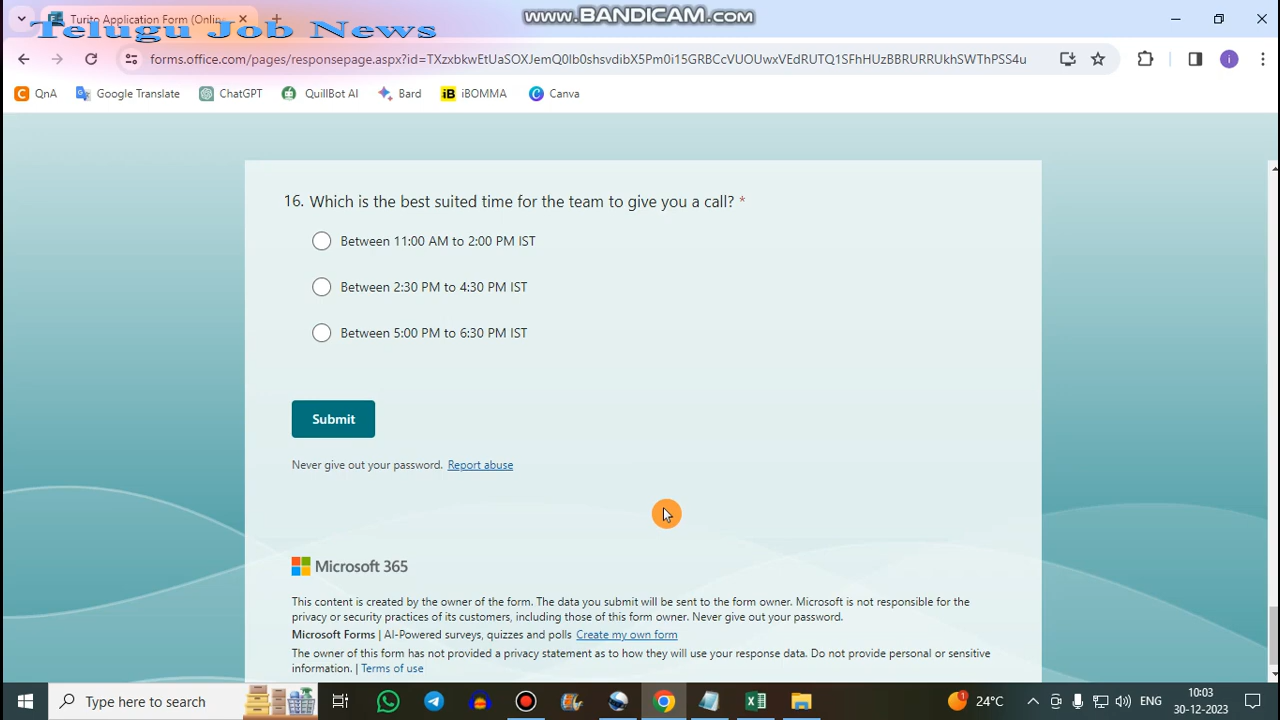 www.BANDICAM.com
Turito Application Form (Online
Telugu Job News
forms.office.com/pages/responsepage.aspx?id=TXzxbkwEtUaSOXJemQ0lb0shsvdibX5Pm0i15GRBCcVUOUwxVEdRUTQ1SFhHUzBBRURRUkhSWThPSS4u
QnA
Google Translate
ChatGPT
QuillBot AI
Bard
iB iBOMMA
Canva
16. Which is the best suited time for the team to give you a call? *
Between 11:00 AM to 2:00 PM IST
Between 2:30 PM to 4:30 PM IST
Between 5:00 PM to 6:30 PM IST
Submit
Never give out your password. Report abuse
Microsoft 365
This content is created by the owner of the form. The data you submit will be sent to the form owner. Microsoft is not responsible for the
privacy or security practices of its customers, including those of this form owner. Never give out your password.
Microsoft Forms | AI-Powered surveys, quizzes and polls Create my own form
The owner of this form has not provided a privacy statement as to how they will use your response data. Do not provide personal or sensitive
information. | Terms of use
Type here to search
1
24°C
ENG
10:03
30-12-2023